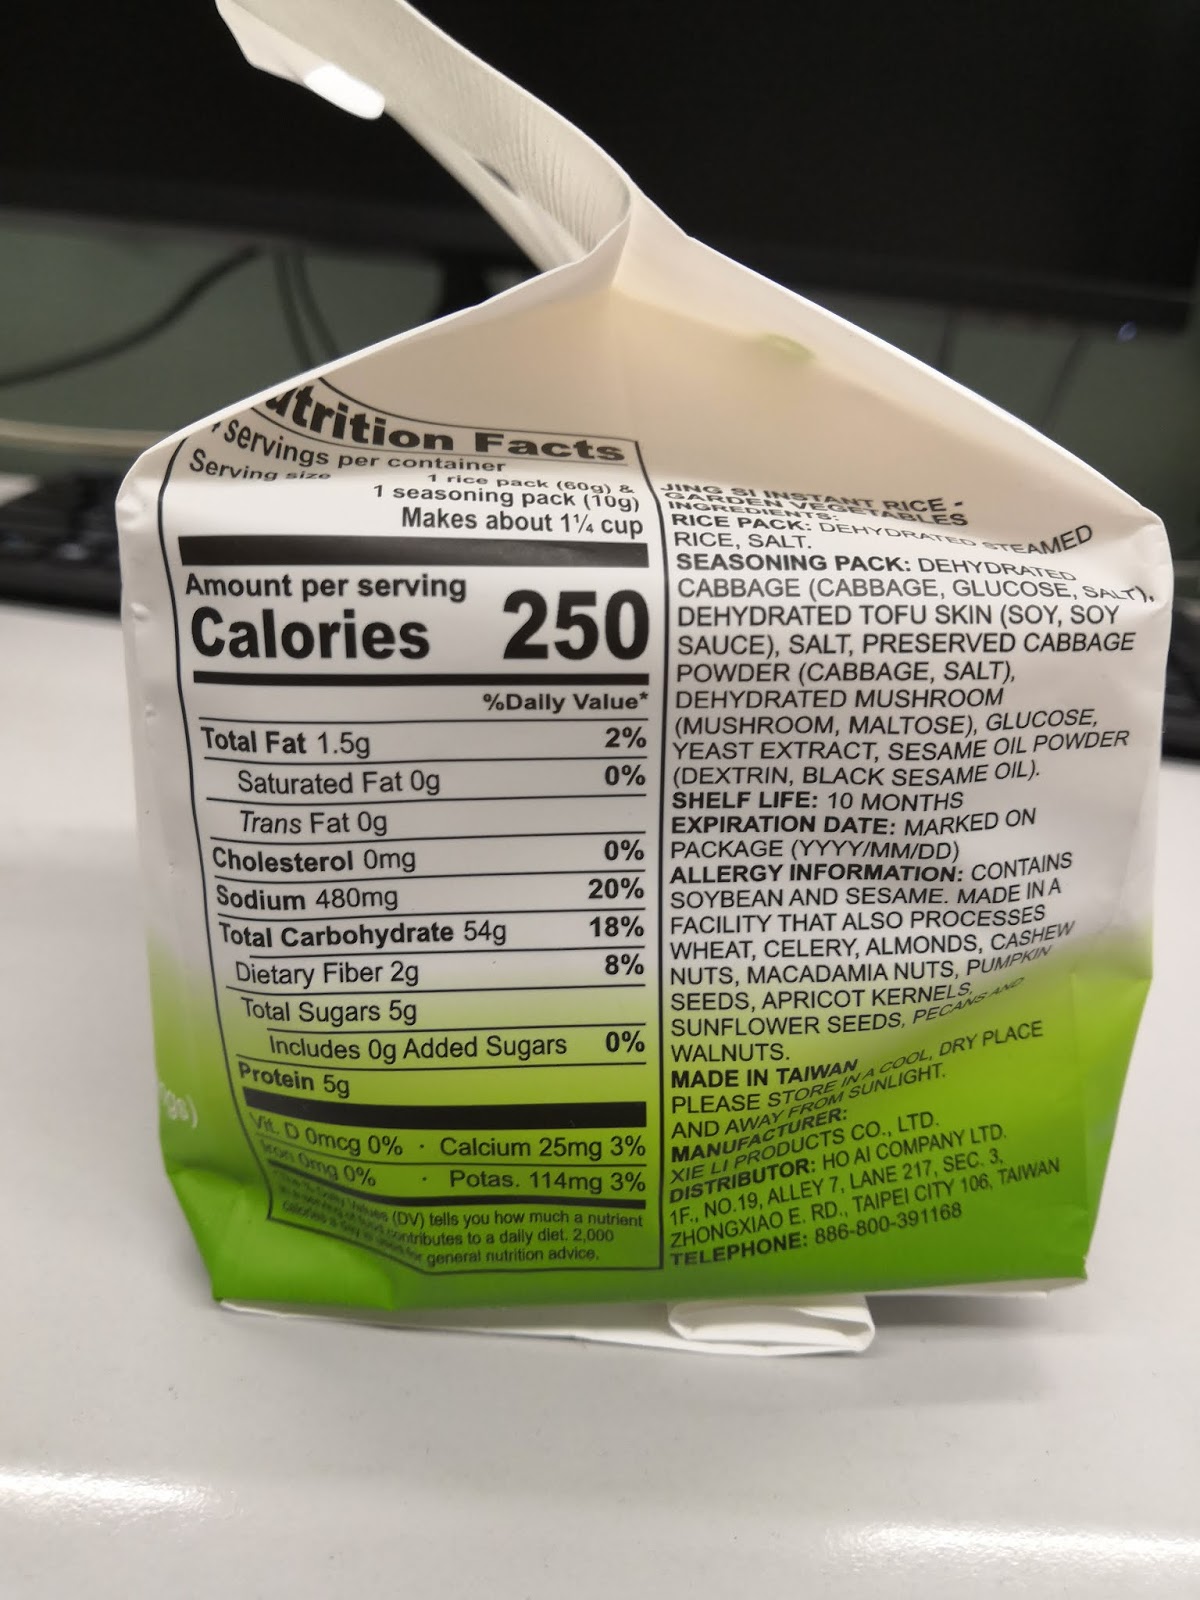 utrition Facts
servings per container
Serving size
1 rice pack (60g) &
1 seasoning pack (10g)
Makes about 1¼ cup
Amount per serving
Calories 250
%Daily Value*
Total Fat 1.5g 2%
Saturated Fat 0g 0%
Trans Fat 0g
Cholesterol 0mg 0%
Sodium 480mg 20%
Total Carbohydrate 54g 18%
Dietary Fiber 2g 8%
Total Sugars 5g
Includes 0g Added Sugars 0%
Protein 5g
Vit. D 0mcg 0% · Calcium 25mg 3%
Iron 0mg 0% · Potas. 114mg 3%
Values (DV) tells you how much a nutrient
contributes to a daily diet. 2,000
calories a day is used for general nutrition advice.
JING SI INSTANT RICE -
GARDEN VEGETABLES
INGREDIENTS:
RICE PACK: DEHYDRATED STEAMED
RICE, SALT.
SEASONING PACK: DEHYDRATED
CABBAGE (CABBAGE, GLUCOSE, SALT),
DEHYDRATED TOFU SKIN (SOY, SOY
SAUCE), SALT, PRESERVED CABBAGE
POWDER (CABBAGE, SALT),
DEHYDRATED MUSHROOM
(MUSHROOM, MALTOSE), GLUCOSE,
YEAST EXTRACT, SESAME OIL POWDER
(DEXTRIN, BLACK SESAME OIL).
SHELF LIFE: 10 MONTHS
EXPIRATION DATE: MARKED ON
PACKAGE (YYYY/MM/DD)
ALLERGY INFORMATION: CONTAINS
SOYBEAN AND SESAME. MADE IN A
FACILITY THAT ALSO PROCESSES
WHEAT, CELERY, ALMONDS, CASHEW
NUTS, MACADAMIA NUTS, PUMPKIN
SEEDS, APRICOT KERNELS,
SUNFLOWER SEEDS, PECANS AND
WALNUTS.
MADE IN TAIWAN
PLEASE STORE IN A COOL, DRY PLACE
AND AWAY FROM SUNLIGHT.
MANUFACTURER:
XIE LI PRODUCTS CO., LTD.
DISTRIBUTOR: HO AI COMPANY LTD.
1F., NO.19, ALLEY 7, LANE 217, SEC. 3,
ZHONGXIAO E. RD., TAIPEI CITY 106, TAIWAN
TELEPHONE: 886-800-391168